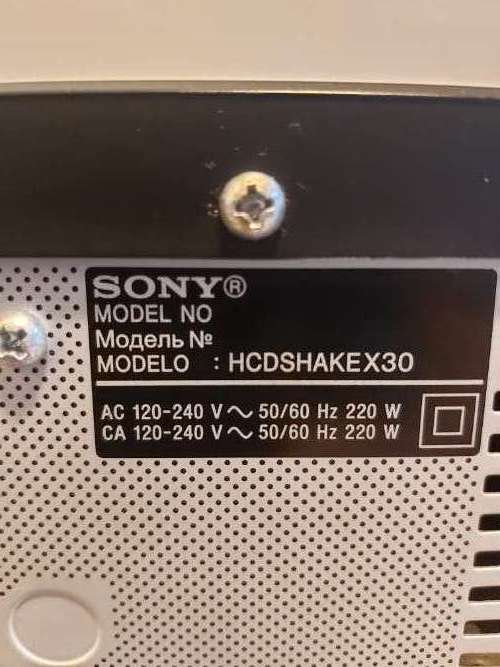 SONY®
MODEL NO
Модель №
MODELO : HCDSHAKEX30
AC 120-240 V ~ 50/60 Hz 220 W
CA 120-240 V ~ 50/60 Hz 220 W